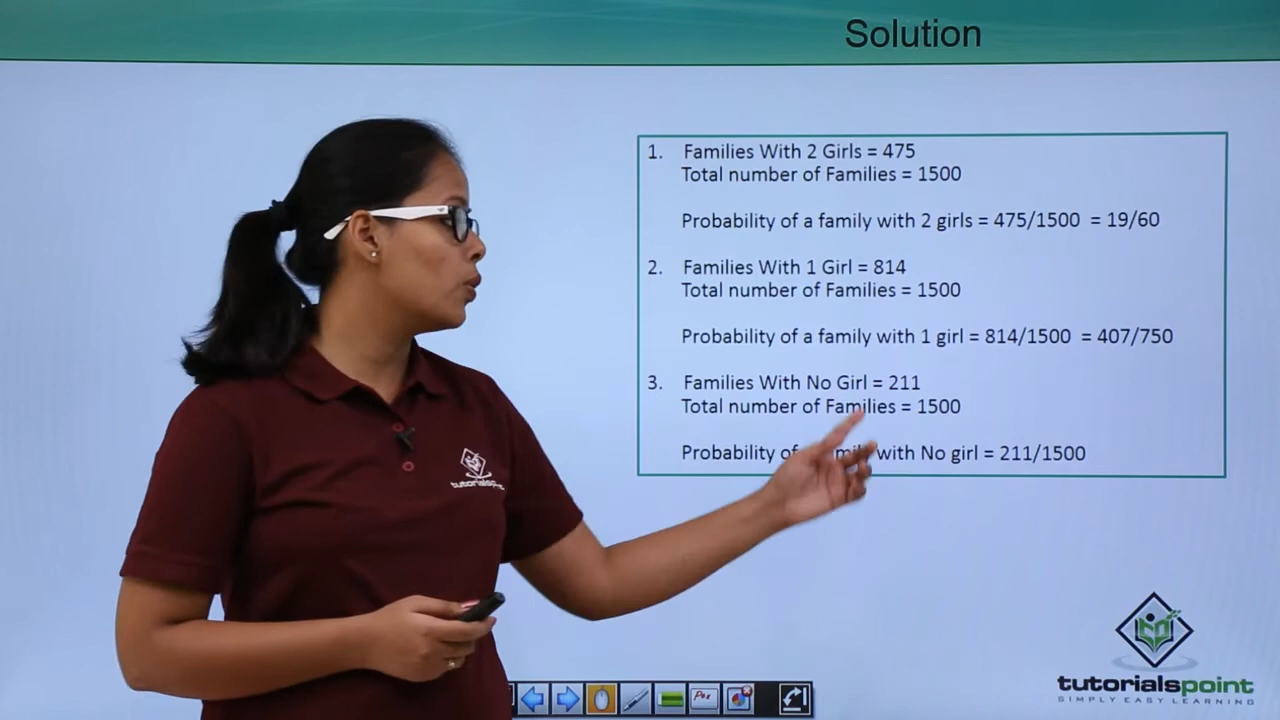 Solution
1. Families With 2 Girls = 475
Total number of Families = 1500
Probability of a family with 2 girls = 475/1500 = 19/60
2. Families With 1 Girl = 814
Total number of Families = 1500
Probability of a family with 1 girl = 814/1500 = 407/750
3. Families With No Girl = 211
Total number of Families = 1500
Probability of with No girl = 211/1500
Pex
tutorialspoint
SIMPLY EASY LEARNING